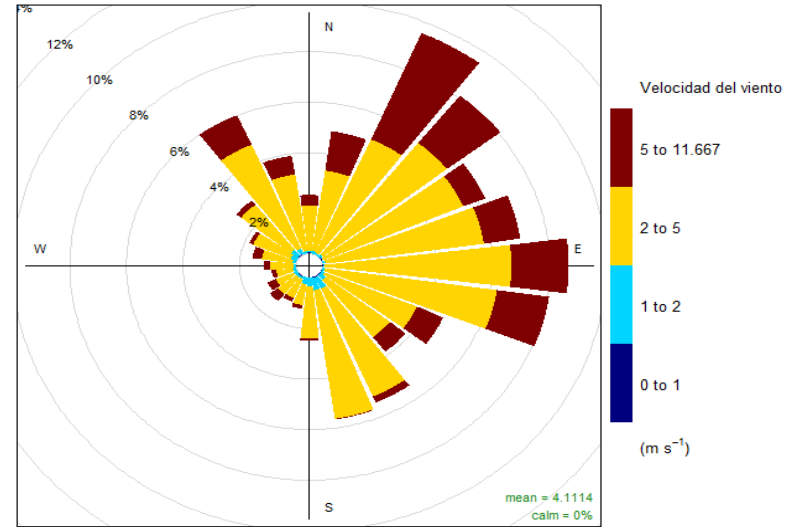 4%
12%
10%
8%
6%
4%
2%
N
W
E
S
mean = 4.1114
calm = 0%
Velocidad del viento
5 to 11.667
2 to 5
1 to 2
0 to 1
(m s⁻¹)